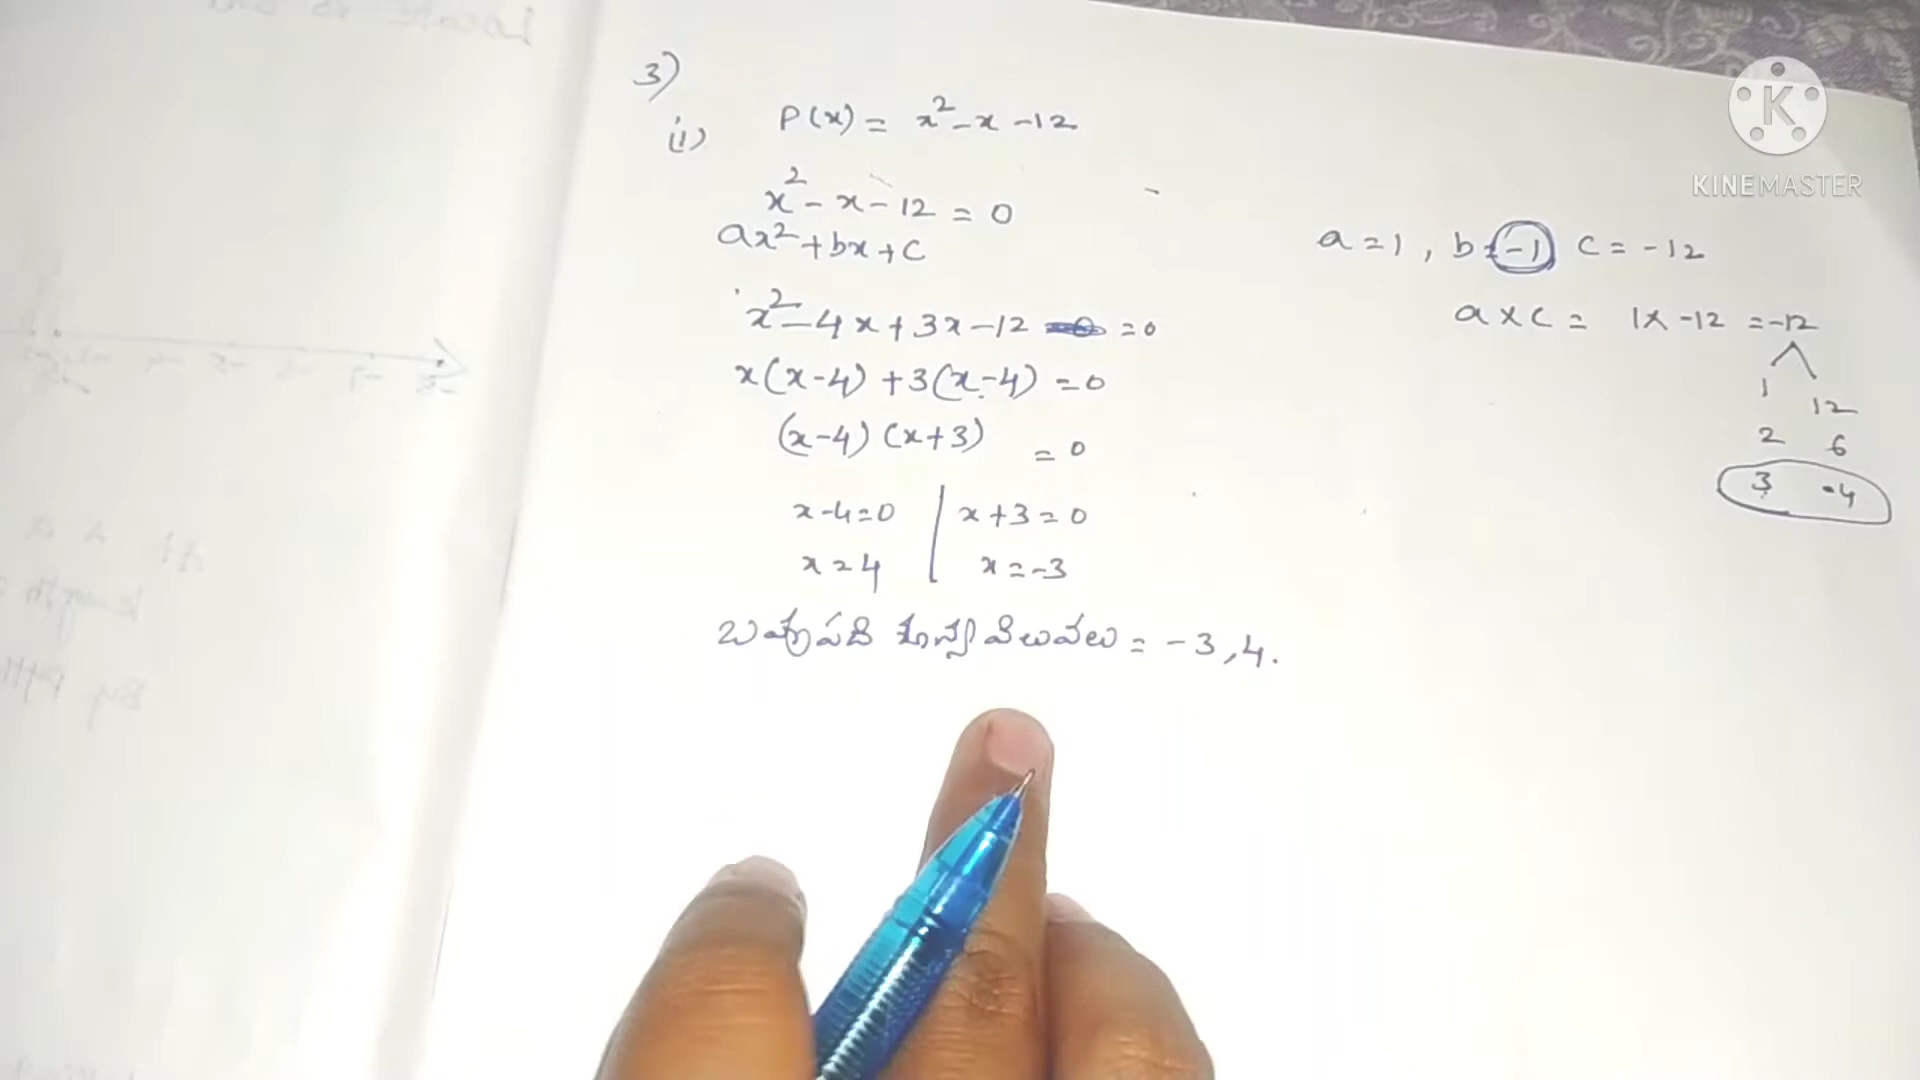 3)
(i) P(x) = x² - x - 12
x² - x - 12 = 0
ax² + bx + c
x² - 4x + 3x - 12 = 0
x(x-4) + 3(x-4) = 0
(x-4) (x+3) = 0
x-4=0 | x+3=0
x=4 | x=-3
బహుపది శూన్య విలువలు = -3, 4.
a=1, b=-1 c=-12
a×c = 1×-12 = -12
1 12
2 6
3 -4
KINEMASTER